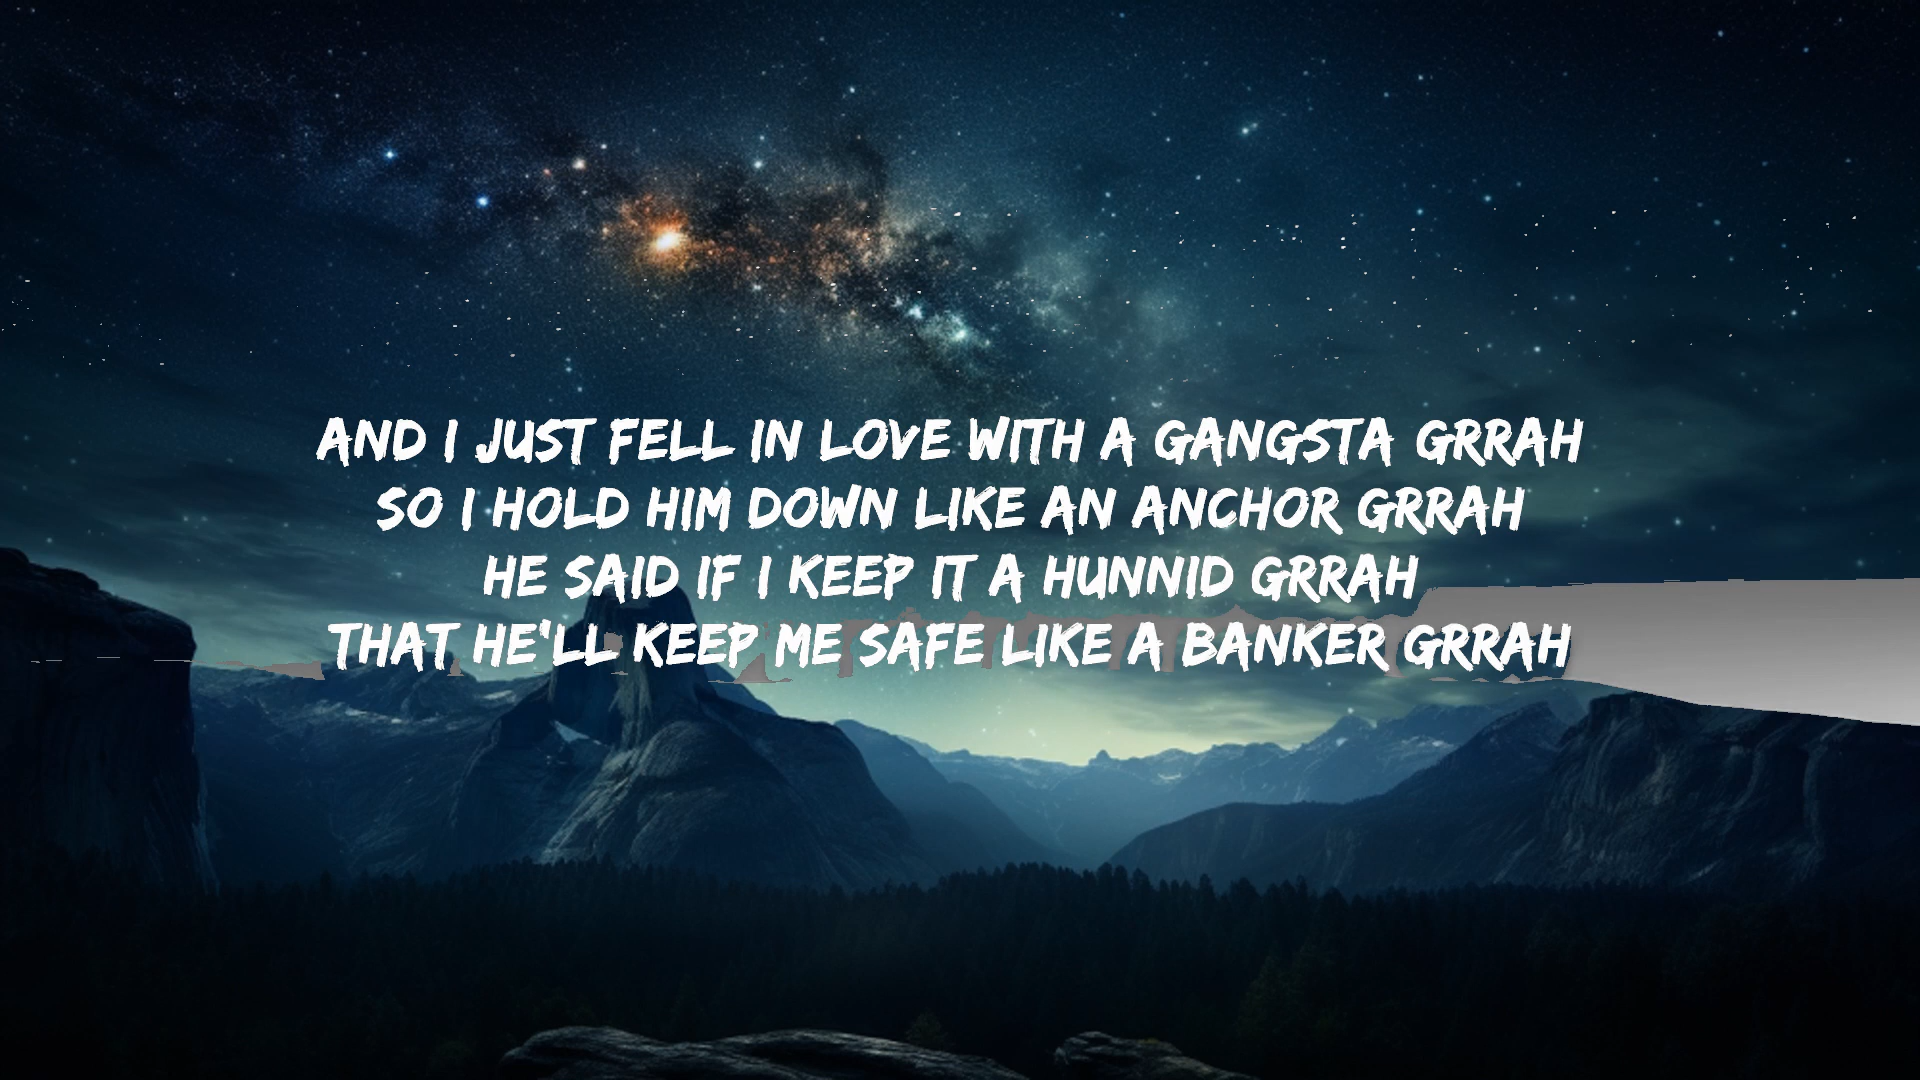 AND I JUST FELL IN LOVE WITH A GANGSTA GRRAH
SO I HOLD HIM DOWN LIKE AN ANCHOR GRRAH
HE SAID IF I KEEP IT A HUNNID GRRAH
THAT HE'LL KEEP ME SAFE LIKE A BANKER GRRAH